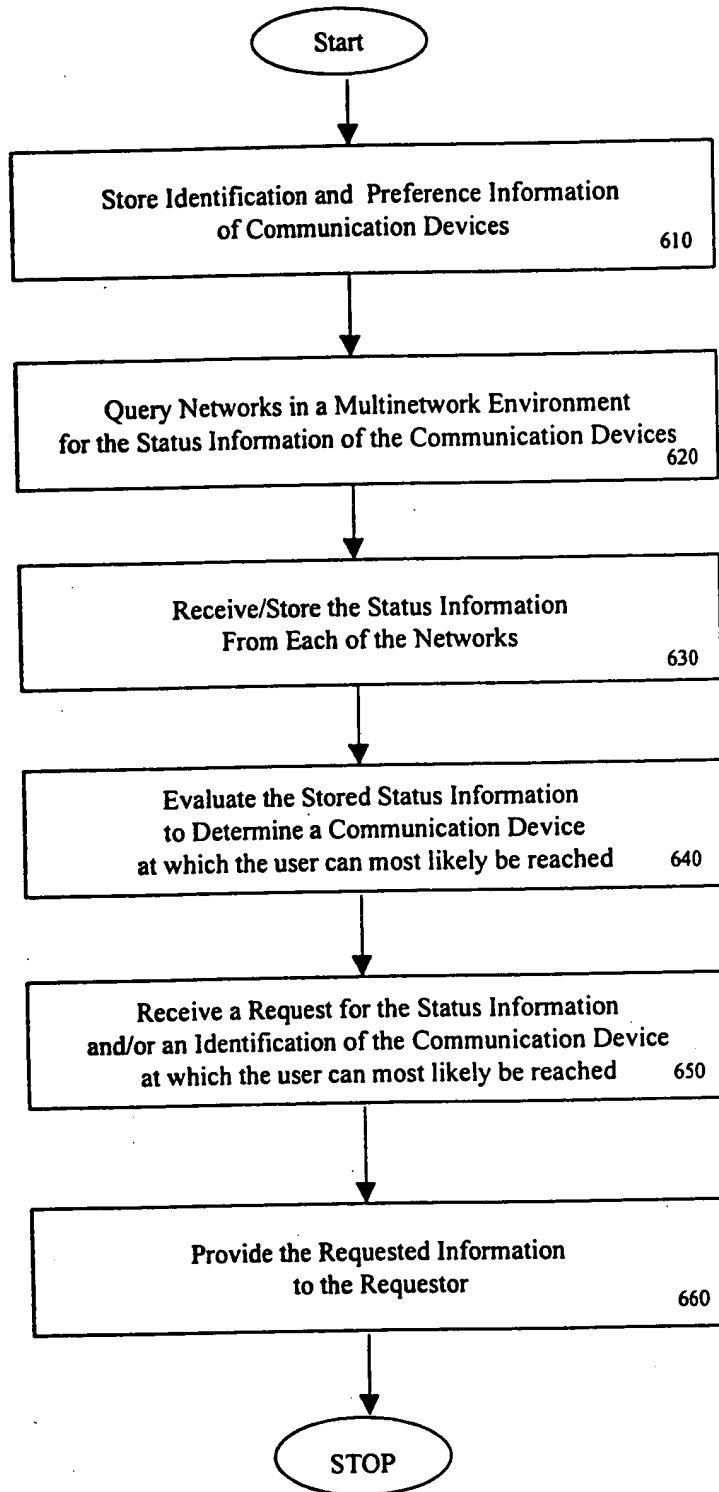 Start
Store Identification and Preference Information
of Communication Devices
610
Query Networks in a Multinetwork Environment
for the Status Information of the Communication Devices
620
Receive/Store the Status Information
From Each of the Networks
630
Evaluate the Stored Status Information
to Determine a Communication Device
at which the user can most likely be reached 640
Receive a Request for the Status Information
and/or an Identification of the Communication Device
at which the user can most likely be reached 650
Provide the Requested Information
to the Requestor
660
STOP